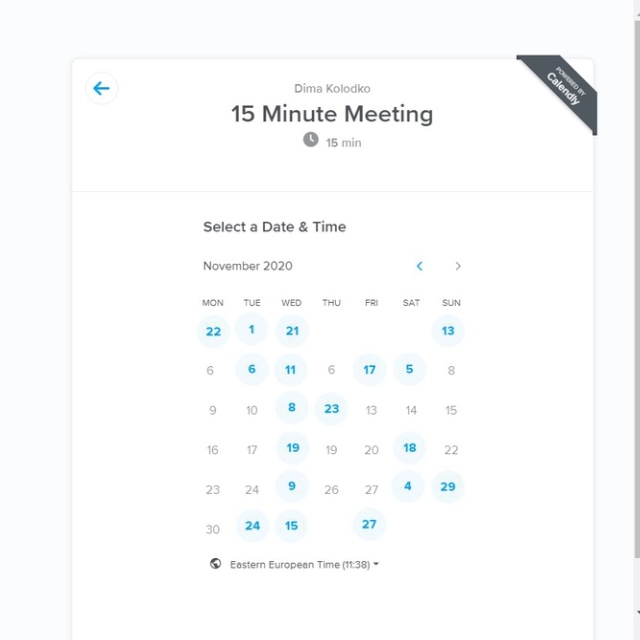 POWERED BY
Calendly
Dima Kolodko
15 Minute Meeting
15 min
Select a Date & Time
November 2020
MON TUE WED THU FRI SAT SUN
22 1 21 13
6 6 11 6 17 5 8
9 10 8 23 13 14 15
16 17 19 19 20 18 22
23 24 9 26 27 4 29
30 24 15 27
Eastern European Time (11:38)